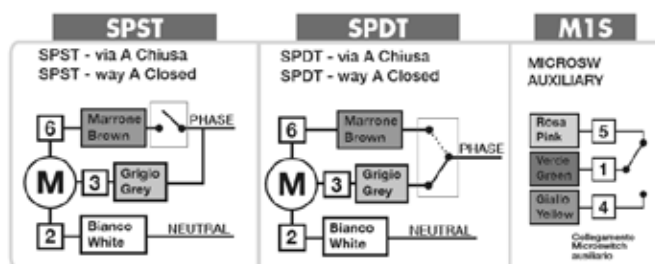 SPST
SPST - via A Chiusa
SPST - way A Closed
6
Marrone
Brown
PHASE
M
3
Grigio
Grey
2
Bianco
White
NEUTRAL
SPDT
SPDT - via A Chiusa
SPDT - way A Closed
6
Marrone
Brown
PHASE
M
3
Grigio
Grey
2
Bianco
White
NEUTRAL
M1S
MICROSW
AUXILIARY
Rosa
Pink
5
Verde
Green
1
Giallo
Yellow
4
Collegamento
Microswitch
auxiliario